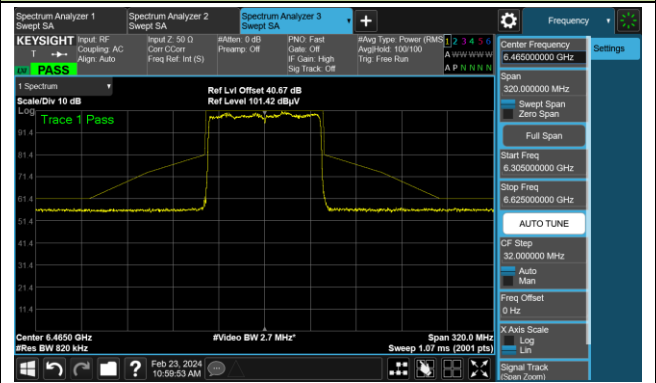 Spectrum Analyzer 1
Swept SA
Spectrum Analyzer 2
Swept SA
Spectrum Analyzer 3
Swept SA
Frequency
KEYSIGHT
Input: RF
Coupling: AC
Align: Auto
Input Z: 50 Ω
Corr CCorr
Freq Ref: Int (S)
#Atten: 0 dB
Preamp: Off
PNO: Fast
Gate: Off
IF Gain: High
Sig Track: Off
#Avg Type: Power (RMS
Avg|Hold: 100/100
Trig: Free Run
1 2 3 4 5 6
A W W W W W
A P N N N N
T
LW
PASS
1 Spectrum
Scale/Div 10 dB
Ref Lvl Offset 40.67 dB
Ref Level 101.42 dBµV
Log
Trace 1 Pass
91.4
81.4
71.4
61.4
51.4
41.4
31.4
21.4
11.4
Center 6.4650 GHz
#Res BW 820 kHz
#Video BW 2.7 MHz*
Span 320.0 MHz
Sweep 1.07 ms (2001 pts)
Feb 23, 2024
10:59:53 AM
Center Frequency
6.465000000 GHz
Settings
Span
320.000000 MHz
Swept Span
Zero Span
Full Span
Start Freq
6.305000000 GHz
Stop Freq
6.625000000 GHz
AUTO TUNE
CF Step
32.000000 MHz
Auto
Man
Freq Offset
0 Hz
X Axis Scale
Log
Lin
Signal Track
(Span Zoom)